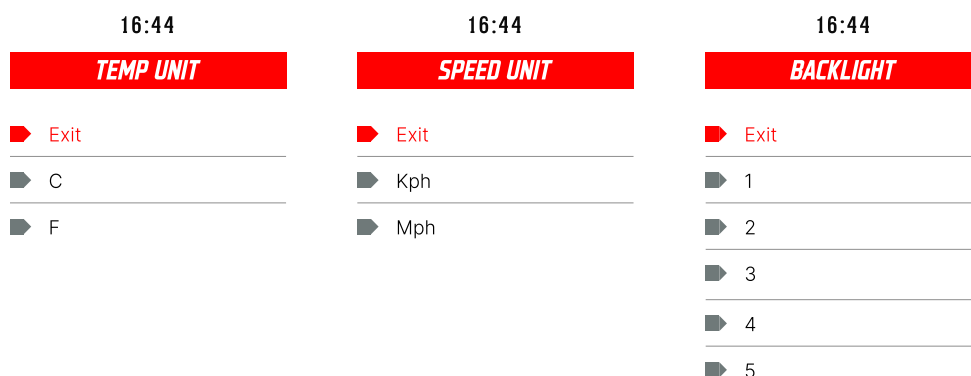 16:44
TEMP UNIT
Exit
C
F
16:44
SPEED UNIT
Exit
Kph
Mph
16:44
BACKLIGHT
Exit
1
2
3
4
5